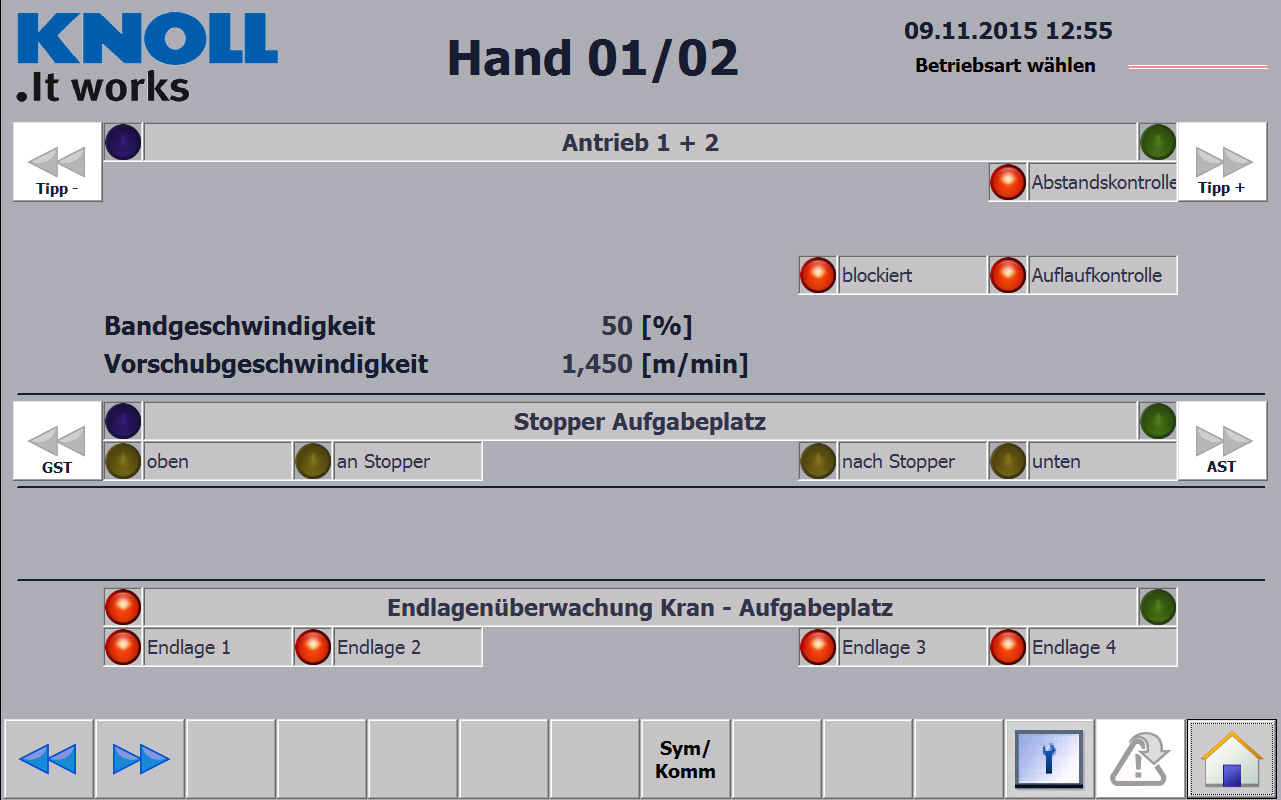 KNOLL
.It works
Hand 01/02
09.11.2015 12:55
Betriebsart wählen
Tipp -
Antrieb 1 + 2
Tipp +
Abstandskontrolle
blockiert
Auflaufkontrolle
Bandgeschwindigkeit 50 [%]
Vorschubgeschwindigkeit 1,450 [m/min]
GST
Stopper Aufgabeplatz
AST
oben
an Stopper
nach Stopper
unten
Endlagenüberwachung Kran - Aufgabeplatz
Endlage 1
Endlage 2
Endlage 3
Endlage 4
Sym/
Komm